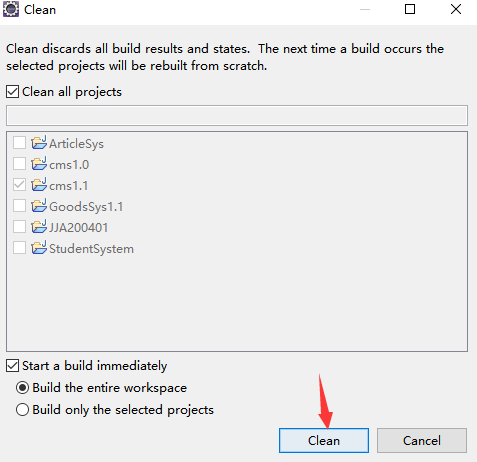 Clean
Clean discards all build results and states.  The next time a build occurs the
selected projects will be rebuilt from scratch.
Clean all projects
ArticleSys
cms1.0
cms1.1
GoodsSys1.1
JJA200401
StudentSystem
Start a build immediately
Build the entire workspace
Build only the selected projects
Clean
Cancel